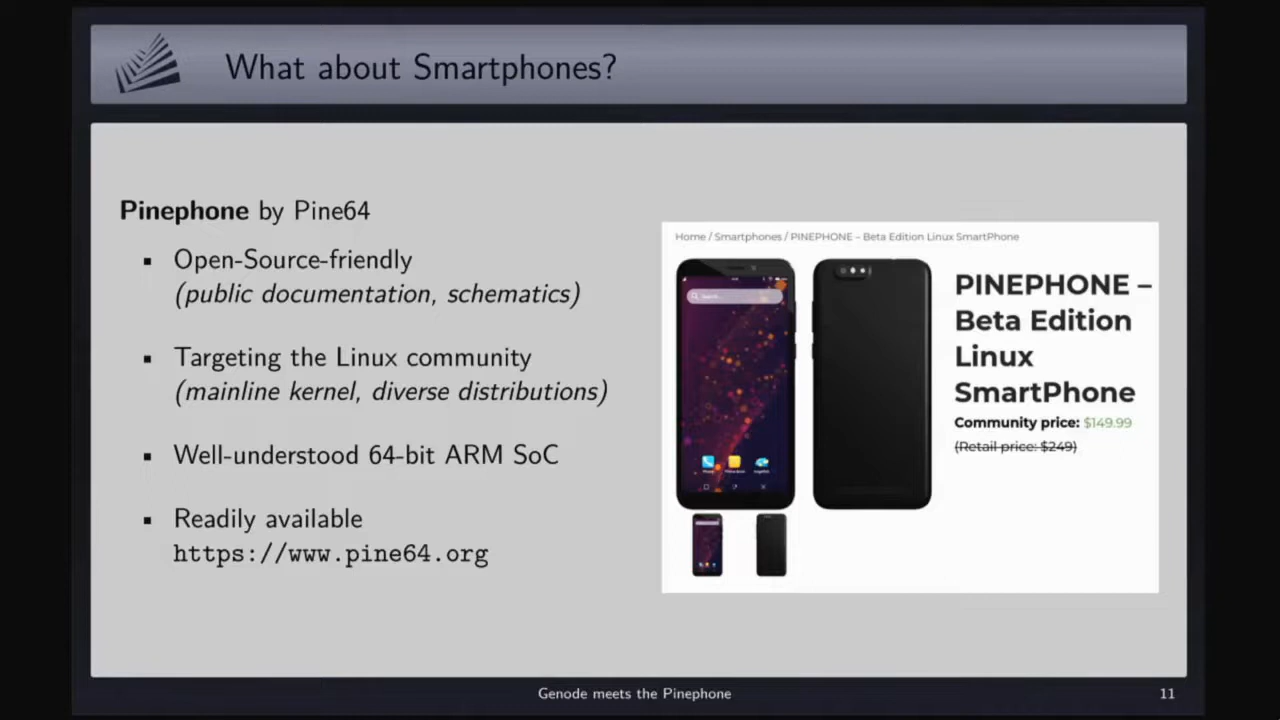 What about Smartphones?
Pinephone by Pine64
Open-Source-friendly
(public documentation, schematics)
Targeting the Linux community
(mainline kernel, diverse distributions)
Well-understood 64-bit ARM SoC
Readily available
https://www.pine64.org
Home / Smartphones / PINEPHONE – Beta Edition Linux SmartPhone
PINEPHONE –
Beta Edition
Linux
SmartPhone
Community price: $149.99
(Retail price: $249)
Genode meets the Pinephone
11